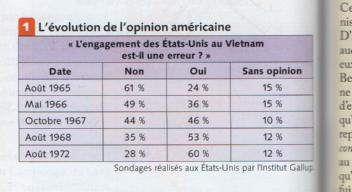 1 L'évolution de l'opinion américaine
« L'engagement des États-Unis au Vietnam
est-il une erreur ? »
Date Non Oui Sans opinion
Août 1965 61 % 24 % 15 %
Mai 1966 49 % 36 % 15 %
Octobre 1967 44 % 46 % 10 %
Août 1968 35 % 53 % 12 %
Août 1972 28 % 60 % 12 %
Sondages réalisés aux États-Unis par l'Institut Gallup